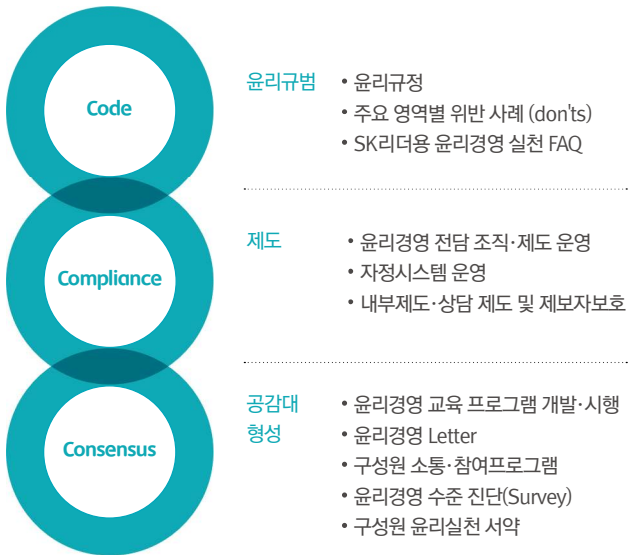 Code
윤리규범
• 윤리규정
• 주요 영역별 위반 사례 (don'ts)
• SK리더용 윤리경영 실천 FAQ
Compliance
제도
• 윤리경영 전담 조직·제도 운영
• 자정시스템 운영
• 내부제도·상담 제도 및 제보자보호
Consensus
공감대
형성
• 윤리경영 교육 프로그램 개발·시행
• 윤리경영 Letter
• 구성원 소통·참여프로그램
• 윤리경영 수준 진단(Survey)
• 구성원 윤리실천 서약